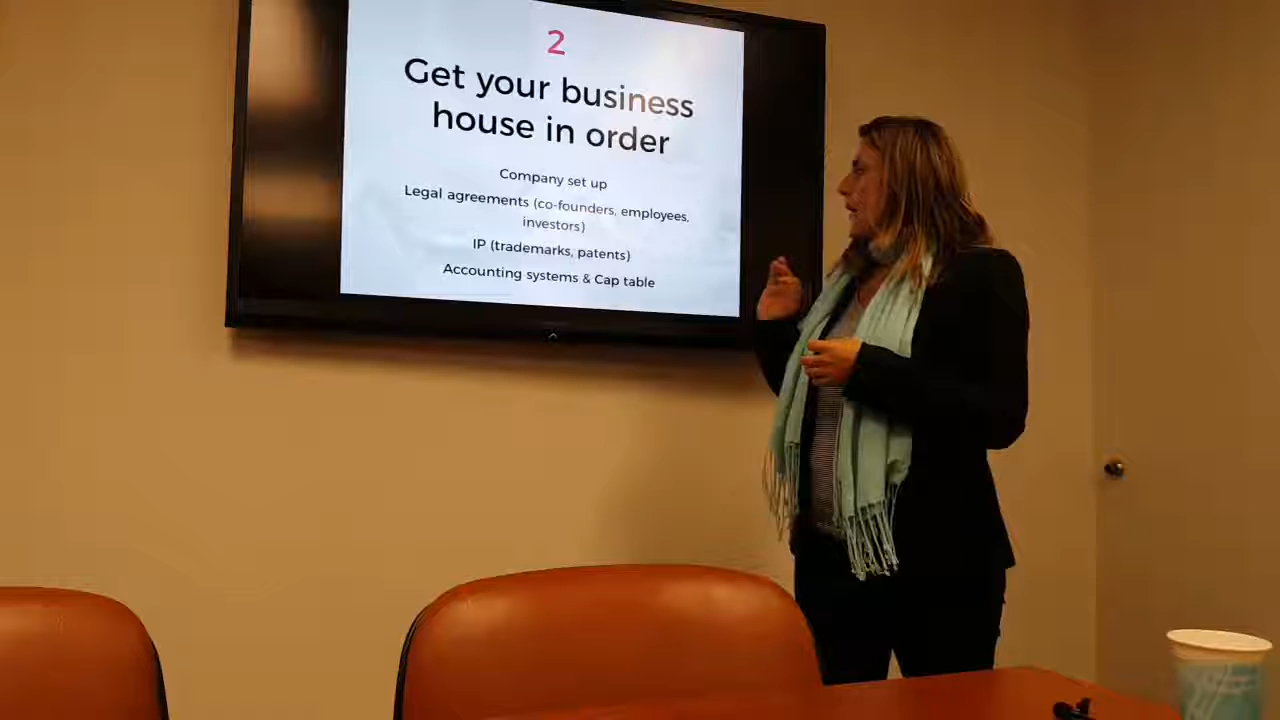 2
Get your business
house in order
Company set up
Legal agreements (co-founders, employees,
investors)
IP (trademarks, patents)
Accounting systems & Cap table